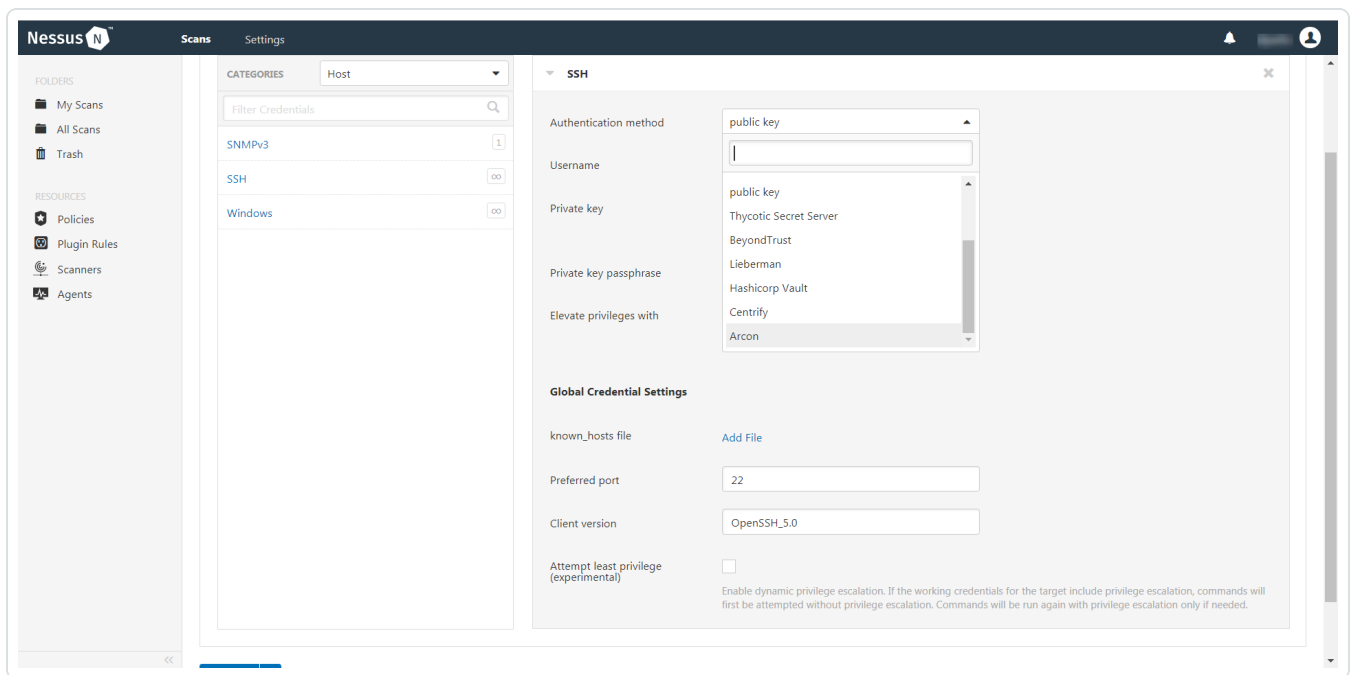 Nessus N ™
Scans
Settings
FOLDERS
My Scans
All Scans
Trash
RESOURCES
Policies
Plugin Rules
Scanners
Agents
CATEGORIES
Host
Filter Credentials
SNMPv3
1
SSH
∞
Windows
∞
SSH
Authentication method
public key
Username
Private key
Private key passphrase
Elevate privileges with
public key
Thycotic Secret Server
BeyondTrust
Lieberman
Hashicorp Vault
Centrify
Arcon
Global Credential Settings
known_hosts file
Add File
Preferred port
22
Client version
OpenSSH_5.0
Attempt least privilege
(experimental)
Enable dynamic privilege escalation. If the working credentials for the target include privilege escalation, commands will
first be attempted without privilege escalation. Commands will be run again with privilege escalation only if needed.